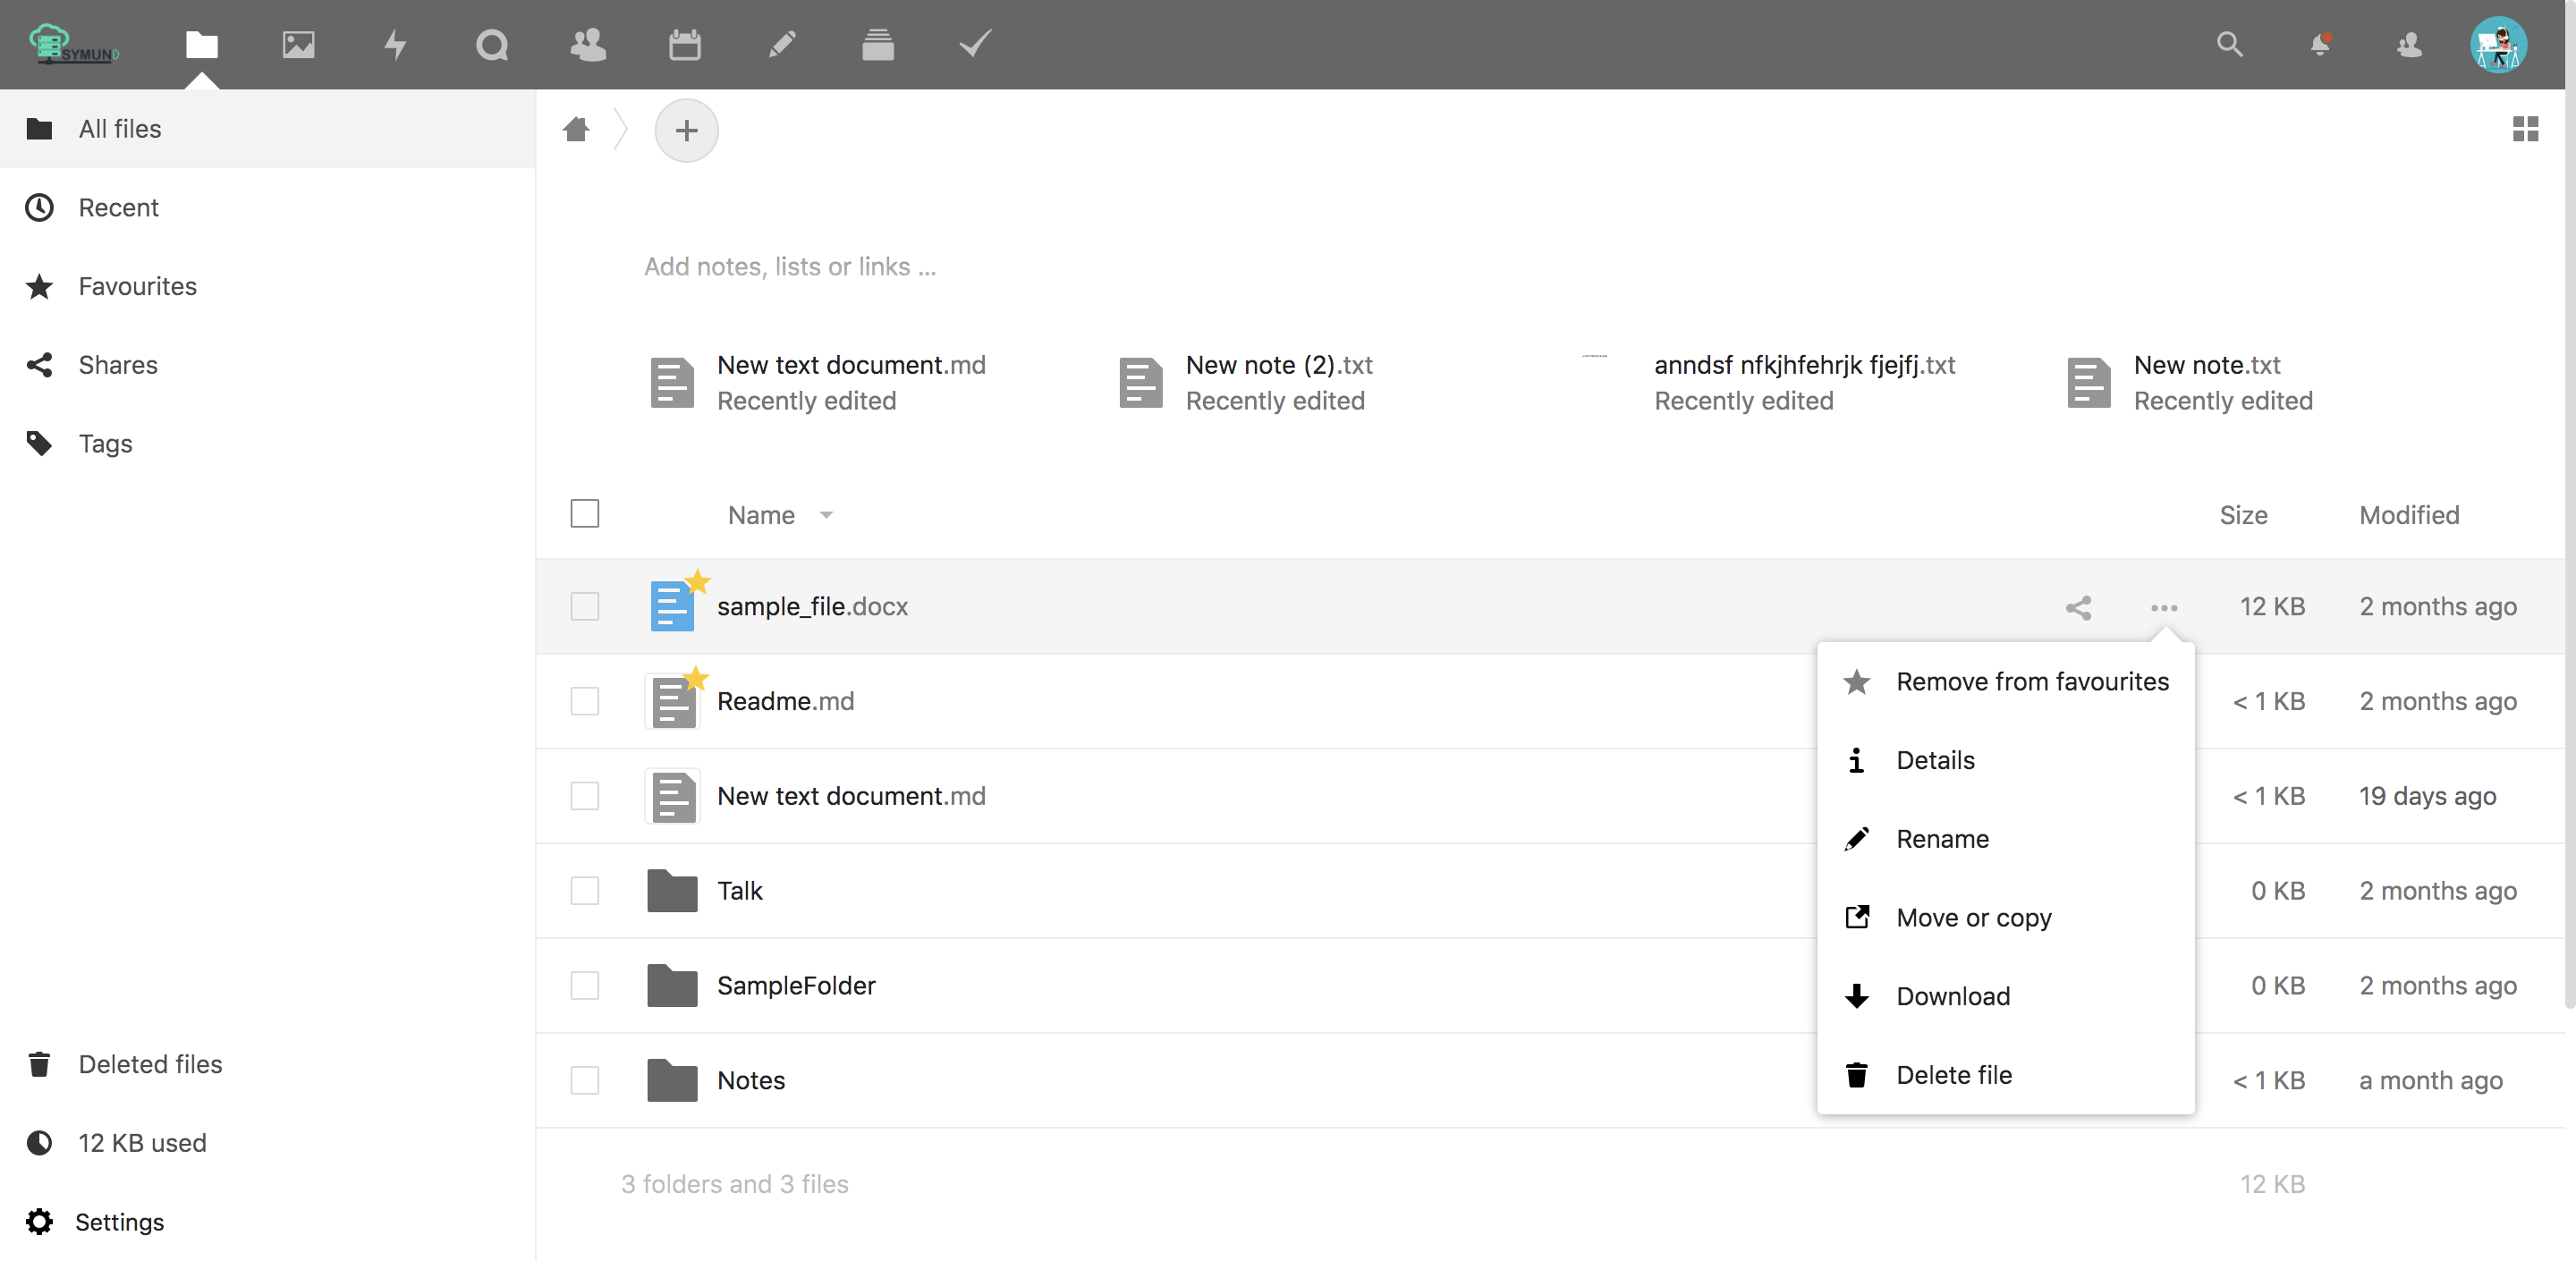 SYMUND
All files
Recent
Favourites
Shares
Tags
Deleted files
12 KB used
Settings
Add notes, lists or links ...
New text document.md
Recently edited
New note (2).txt
Recently edited
anndsf nfkjhfehrjk fjejfj.txt
Recently edited
New note.txt
Recently edited
Name Size Modified
sample_file.docx 12 KB 2 months ago
Readme.md < 1 KB 2 months ago
New text document.md < 1 KB 19 days ago
Talk 0 KB 2 months ago
SampleFolder 0 KB 2 months ago
Notes < 1 KB a month ago
3 folders and 3 files 12 KB
Remove from favourites
Details
Rename
Move or copy
Download
Delete file